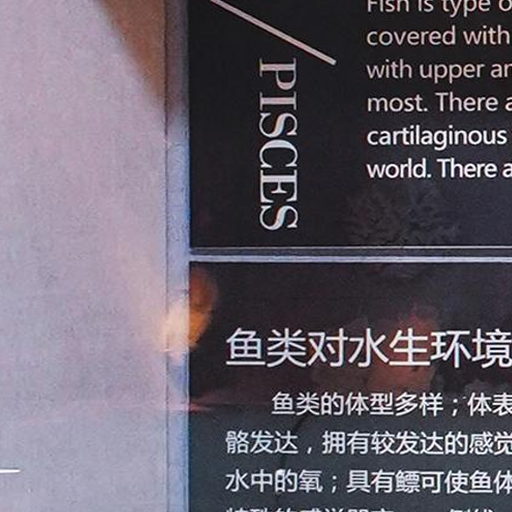 PISCES
Fish is type
covered with
with upper
most. There
cartilaginous
world. There
鱼类对水生环境
鱼类的体型多样；体表
骼发达，拥有较发达的感觉
水中的氧；具有鳔可使鱼体